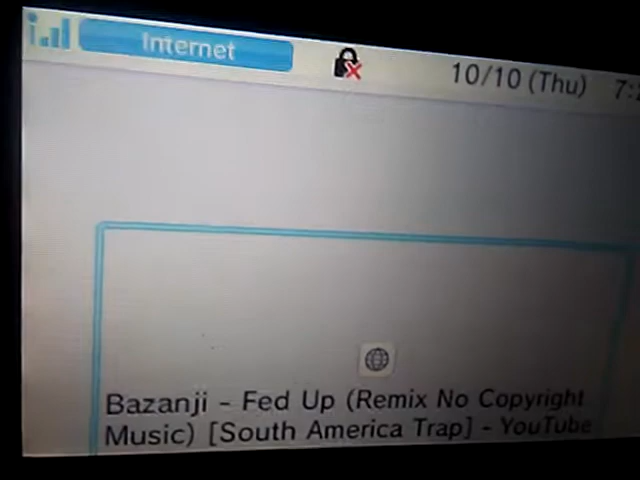 Internet
10/10 (Thu)
Bazanji - Fed Up (Remix No Copyright
Music) [South America Trap] - YouTube